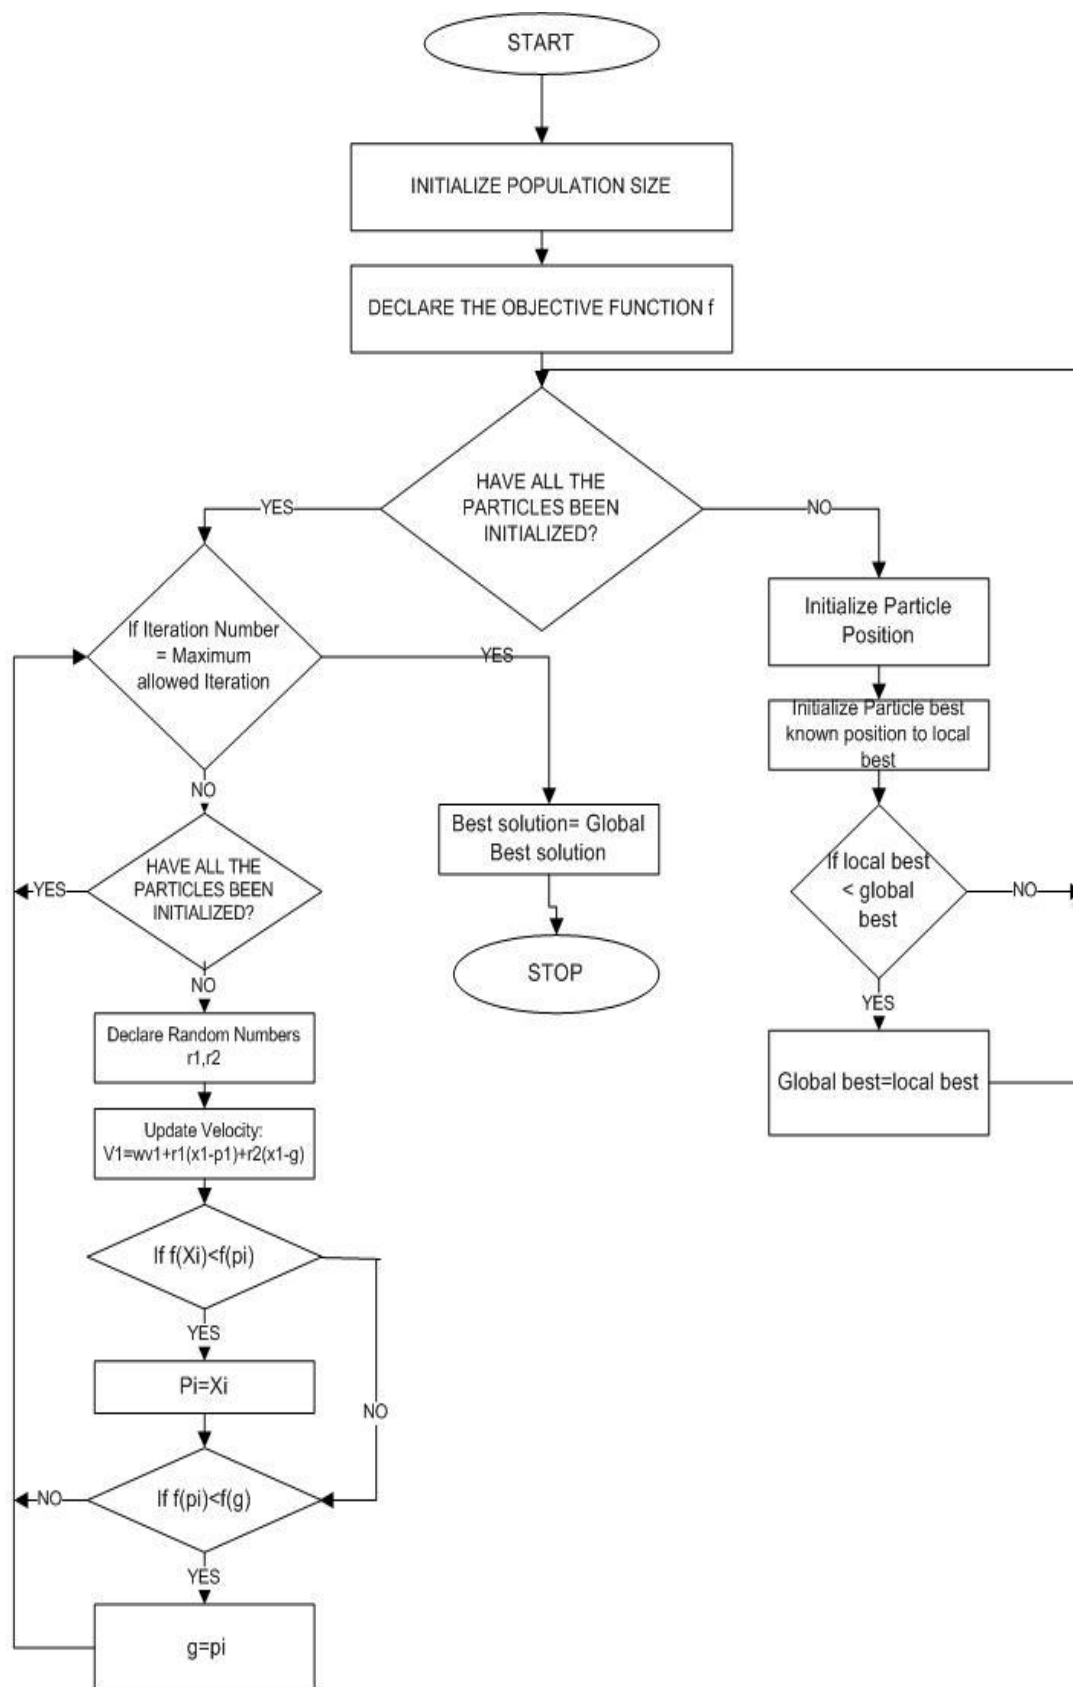 START
INITIALIZE POPULATION SIZE
DECLARE THE OBJECTIVE FUNCTION f
HAVE ALL THE
PARTICLES BEEN
INITIALIZED?
YES
NO
If Iteration Number
= Maximum
allowed Iteration
YES
NO
Initialize Particle
Position
Initialize Particle best
known position to local
best
If local best
< global
best
NO
YES
Global best=local best
Best solution= Global
Best solution
STOP
HAVE ALL THE
PARTICLES BEEN
INITIALIZED?
YES
NO
Declare Random Numbers
r1,r2
Update Velocity:
V1=wv1+r1(x1-p1)+r2(x1-g)
If f(Xi)<f(pi)
YES
NO
Pi=Xi
If f(pi)<f(g)
NO
YES
g=pi